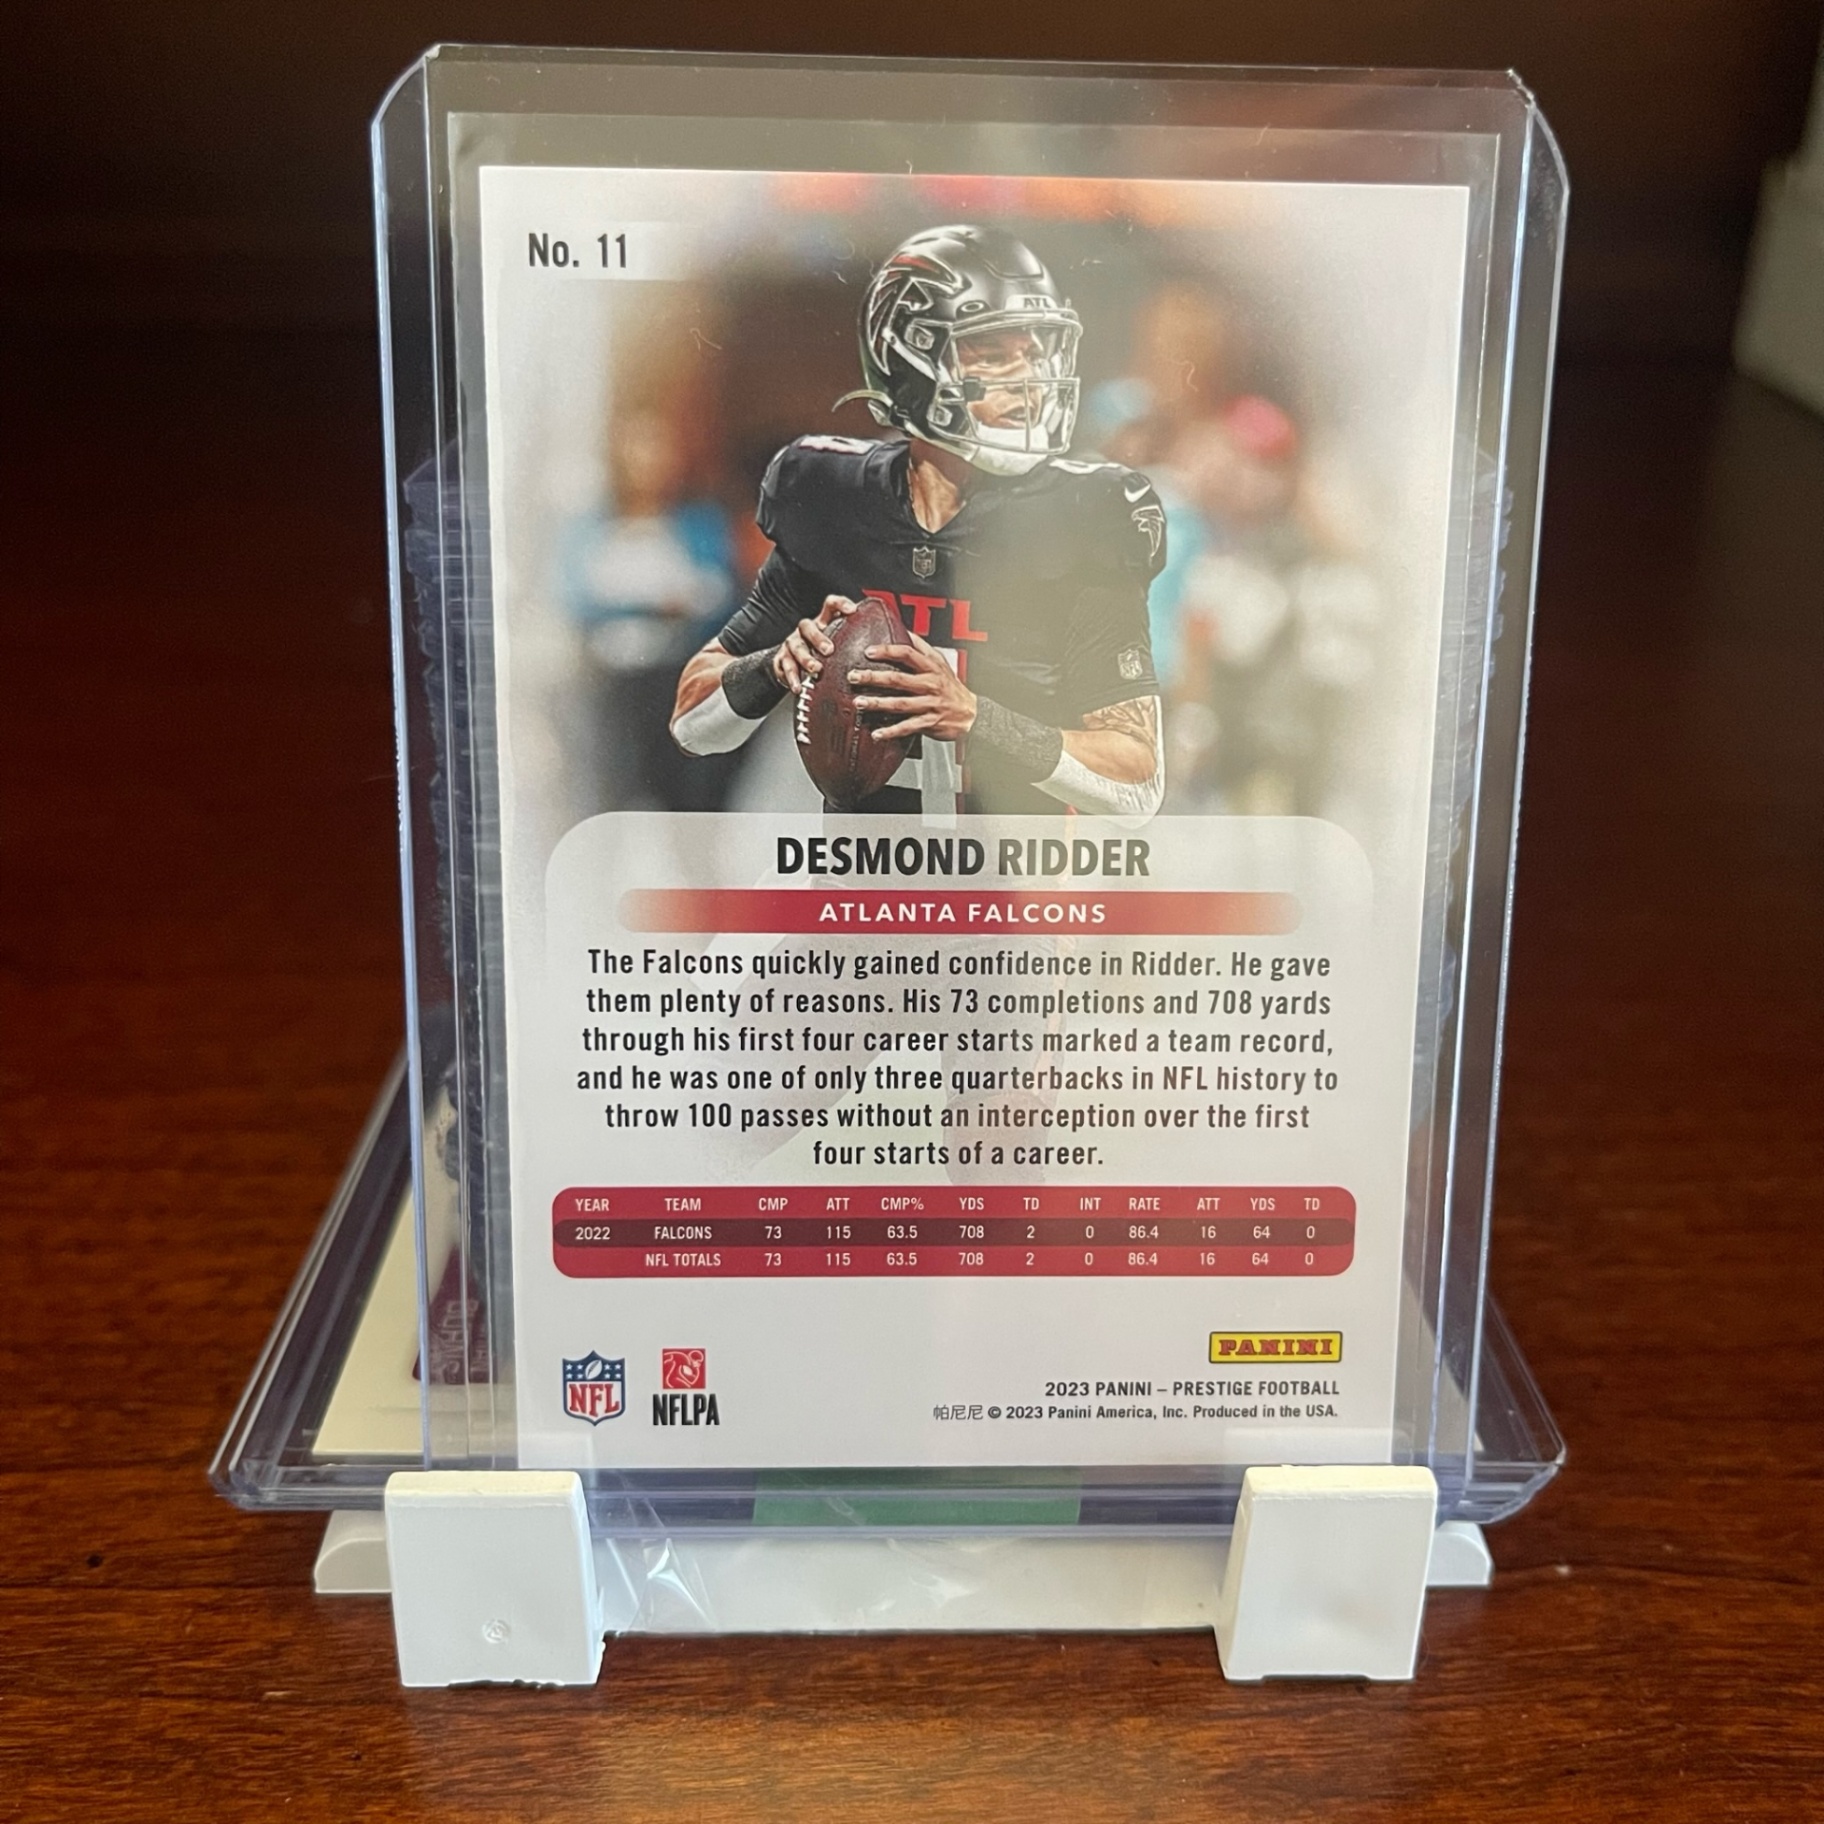 No. 11
ATL
ATL
DESMOND RIDDER
ATLANTA FALCONS
The Falcons quickly gained confidence in Ridder. He gave
them plenty of reasons. His 73 completions and 708 yards
through his first four career starts marked a team record,
and he was one of only three quarterbacks in NFL history to
throw 100 passes without an interception over the first
four starts of a career.
YEAR TEAM CMP ATT CMP% YDS TD INT RATE ATT YDS TD
2022 FALCONS 73 115 63.5 708 2 0 86.4 16 64 0
NFL TOTALS 73 115 63.5 708 2 0 86.4 16 64 0
NFL
NFLPA
PANINI
2023 PANINI – PRESTIGE FOOTBALL
帕尼尼 © 2023 Panini America, Inc. Produced in the USA.